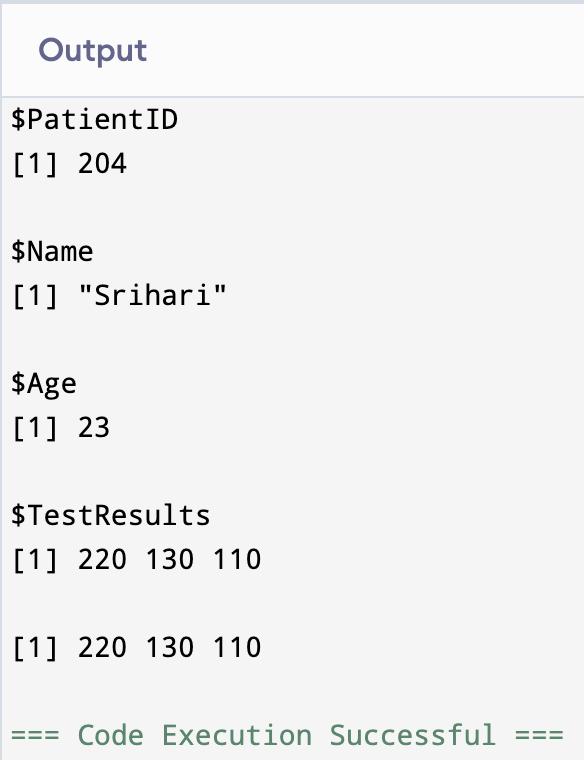 Output
$PatientID
[1] 204
$Name
[1] "Srihari"
$Age
[1] 23
$TestResults
[1] 220 130 110
[1] 220 130 110
=== Code Execution Successful ===